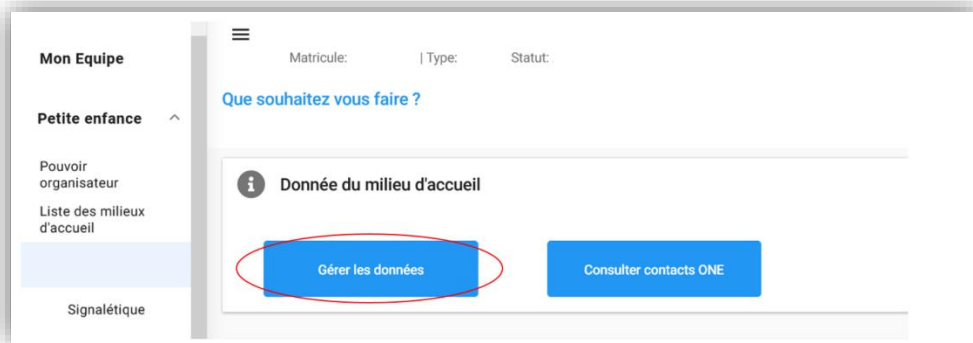 Mon Equipe
Petite enfance
Pouvoir
organisateur
Liste des milieux
d'accueil
Signalétique
Matricule: | Type: Statut:
Que souhaitez vous faire ?
Donnée du milieu d'accueil
Gérer les données
Consulter contacts ONE